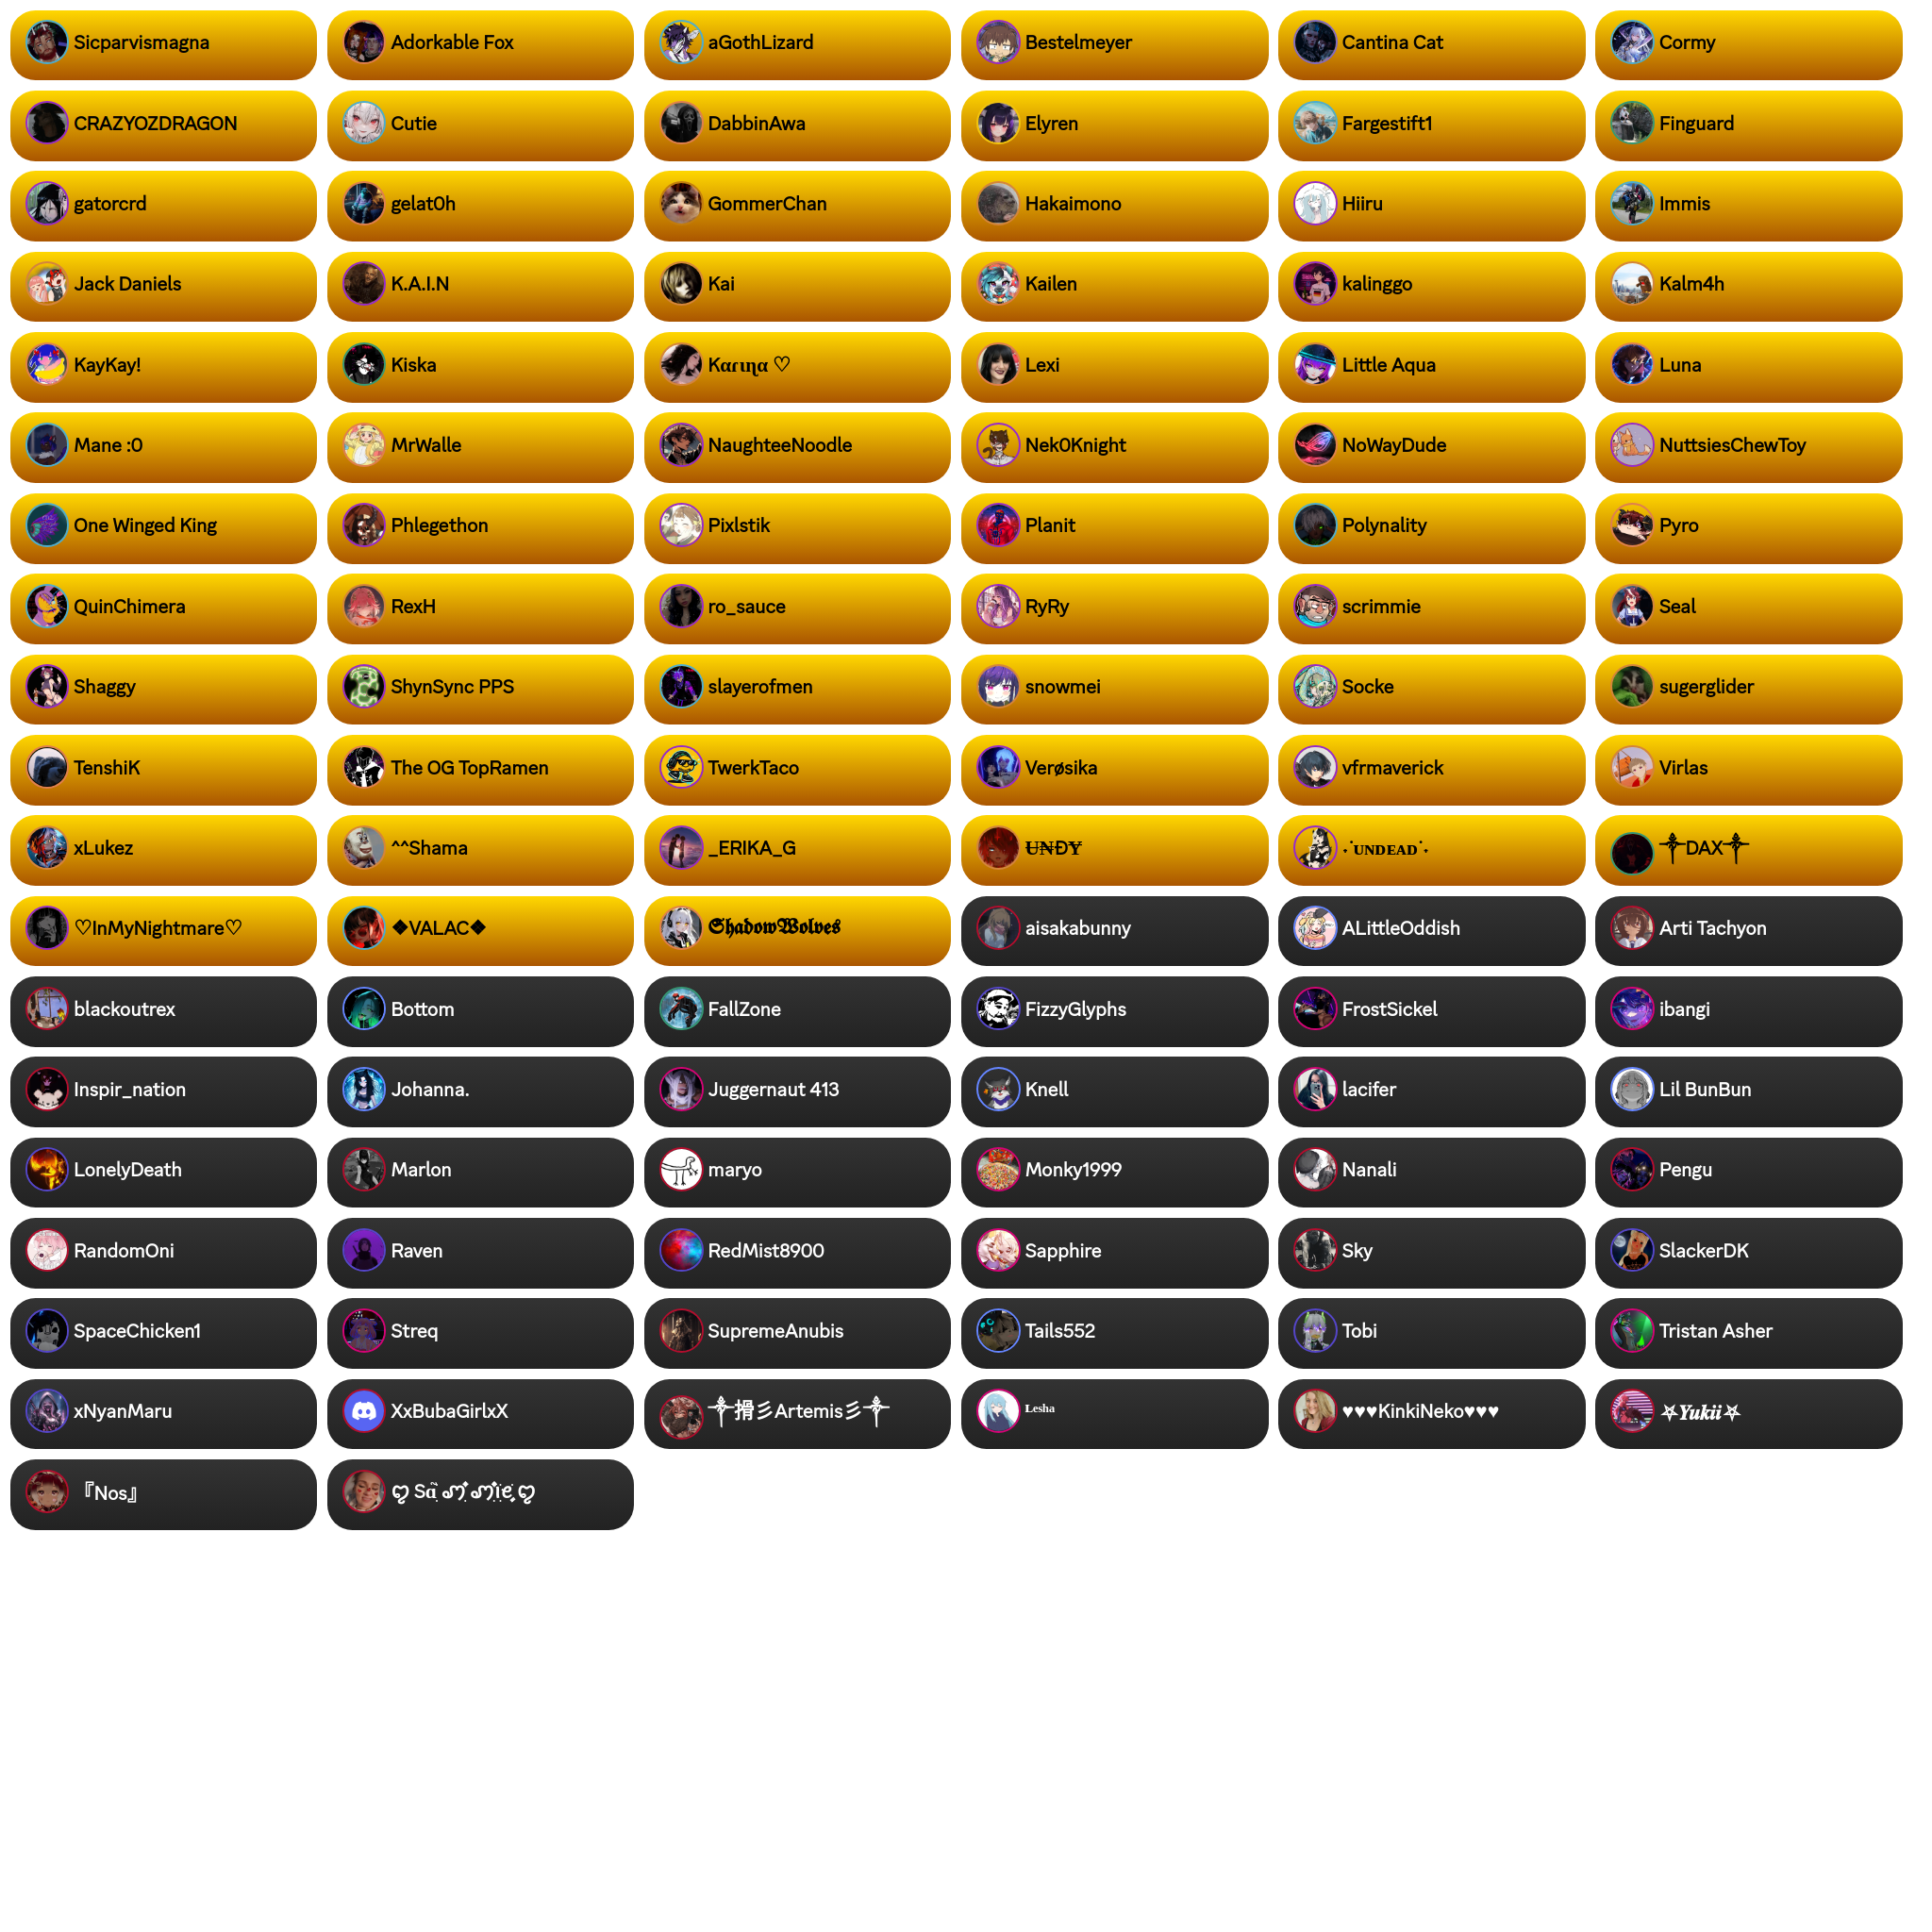 Sicparvismagna
Adorkable Fox
aGothLizard
Bestelmeyer
Cantina Cat
Cormy
CRAZYOZDRAGON
Cutie
DabbinAwa
Elyren
Fargestift1
Finguard
gatorcrd
gelat0h
GommerChan
Hakaimono
Hiiru
Immis
Jack Daniels
K.A.I.N
Kai
Kailen
kalinggo
Kalm4h
KayKay!
Kiska
Kαɾιɳα ♡
Lexi
Little Aqua
Luna
Mane :0
MrWalle
NaughteeNoodle
Nek0Knight
NoWayDude
NuttsiesChewToy
One Winged King
Phlegethon
Pixlstik
Planit
Polynality
Pyro
QuinChimera
RexH
ro_sauce
RyRy
scrimmie
Seal
Shaggy
ShynSync PPS
slayerofmen
snowmei
Socke
sugerglider
TenshiK
The OG TopRamen
TwerkTaco
Verøsika
vfrmaverick
Virlas
xLukez
^^Shama
_ERIKA_G
U̶₦ĐɎ
˖˙ᴜɴᴅᴇᴀᴅ˙˖
༒DAX༒
♡InMyNightmare♡
❖VALAC❖
𝕾𝖍𝖆𝖉𝖔𝖜𝖂𝖔𝖑𝖛𝖊𝖘
aisakabunny
ALittleOddish
Arti Tachyon
blackoutrex
Bottom
FallZone
FizzyGlyphs
FrostSickel
ibangi
Inspir_nation
Johanna.
Juggernaut 413
Knell
lacifer
Lil BunBun
LonelyDeath
Marlon
maryo
Monky1999
Nanali
Pengu
RandomOni
Raven
RedMist8900
Sapphire
Sky
SlackerDK
SpaceChicken1
Streq
SupremeAnubis
Tails552
Tobi
Tristan Asher
xNyanMaru
XxBubaGirlxX
༒搰彡Artemis彡༒
ᴸᵉˢʰᵃ
♥♥♥KinkiNeko♥♥♥
⛧𝒀𝒖𝒌𝒊𝒊⛧
『Nos』